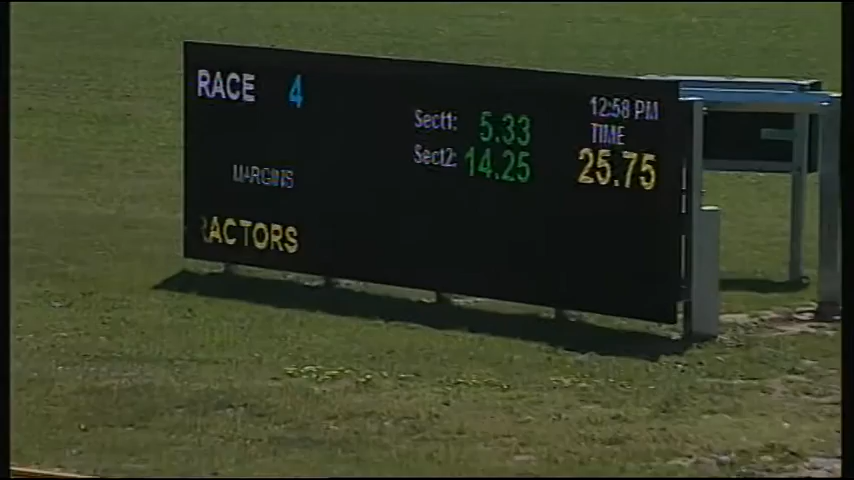 RACE 4
12:58 PM
Sect1: 5.33
TIME
Sect2: 14.25
25.75
MARGINS
RACTORS